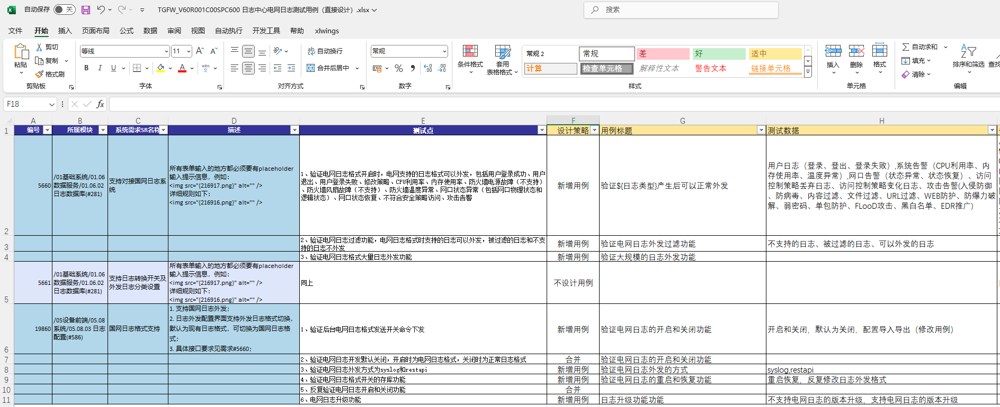 自动保存 关 TGFW_V60R001C00SPC600 日志中心电网日志测试用例（直接设计）.xlsx 搜索
文件 开始 插入 页面布局 公式 数据 审阅 视图 自动执行 开发工具 帮助 xlwings
粘贴 剪切 复制 格式刷 剪贴板
等线 11 B I U A wén 字体
自动换行 合并后居中 对齐方式
常规 % 数字
条件格式 套用表格格式
常规 2 常规 差 好 适中
计算 检查单元格 解释性文本 警告文本 链接单元格
样式
插入 删除 格式 单元格
自动求和 填充 清除 排序和筛选 查找 编辑
F18 fx
A B C D E F G H
1 编号 所属模块 系统需求SR名称 描述 测试点 设计策略 用例标题 测试数据
2 5660
/01基础系统/01.06
数据服务/01.06.02
日志数据库(#281)
支持对接国网日志系
统
所有表单输入的地方都必须要有placeholder
输入提示信息，例如：
<img src="{216917.png}" alt="" />
详细规则如下：
<img src="{216916.png}" alt="" />
1、验证电网日志格式开启时，电网支持的日志格式可以外发，包括用户登录成功、用户
退出、用户登录失败、修改策略、CPU利用率、内存使用率、防火墙电源故障（不支持）
、防火墙风扇故障（不支持）、防火墙温度异常、网口状态异常（包括网口物理状态和
逻辑状态）、网口状态恢复、不符合安全策略访问、攻击告警
新增用例
验证${日志类型}产生后可以正常外发
用户日志（登录、登出、登录失败）,系统告警（CPU利用率、内
存使用率、温度异常）,网口告警（状态异常、状态恢复）、访问
控制策略丢弃日志、访问控制策略变化日志、攻击告警(入侵防御
、防病毒、内容过滤、文件过滤、URL过滤、WEB防护、防爆力破
解、弱密码、单包防护、FLooD攻击、黑白名单、EDR推广)
3
2、验证电网日志过滤功能，电网日志格式时支持的日志可以外发，被过滤的日志和不支
持的日志不外发
新增用例 验证电网日志外发过滤功能 不支持的日志、被过滤的日志、可以外发的日志
4 3、验证电网日志格式大量日志外发功能 新增用例 验证大规模的日志外发功能
5 5661
/01基础系统/01.06
数据服务/01.06.02
日志数据库(#281)
支持日志转换开关及
外发日志分类设置
所有表单输入的地方都必须要有placeholder
输入提示信息，例如：
<img src="{216917.png}" alt="" />
详细规则如下：
<img src="{216916.png}" alt="" />
同上 不设计用例
6 19860
/05设备前端/05.08
系统/05.08.03 日志
配置(#586)
国网日志格式支持
1. 支持国网日志外发；
2. 日志外发配置界面支持外发日志格式切换，
默认为现有日志格式，可切换为国网日志格
式；
3. 具体接口要求见需求#5660；
1、验证后台电网日志格式发送开关命令下发 新增用例 验证电网日志的开启和关闭功能 开启和关闭，默认为关闭，配置导入导出（修改用例）
7 2、验证电网日志开发默认关闭，开启时为电网日志格式，关闭时为正常日志格式 合并 验证电网日志的开启和关闭功能
8 3、验证电网日志外发方式为syslog和restapi 新增用例 验证电网日志外发的方式 syslog,restapi
9 4、验证电网日志格式开关的存库功能 新增用例 验证电网日志的重启和恢复功能 重启恢复，反复修改日志外发格式
10 5、反复验证电网日志开启和关闭功能 合并
11 6、电网日志升级功能 新增用例 日志升级功能功能 不支持电网日志的版本升级，支持电网日志的版本升级